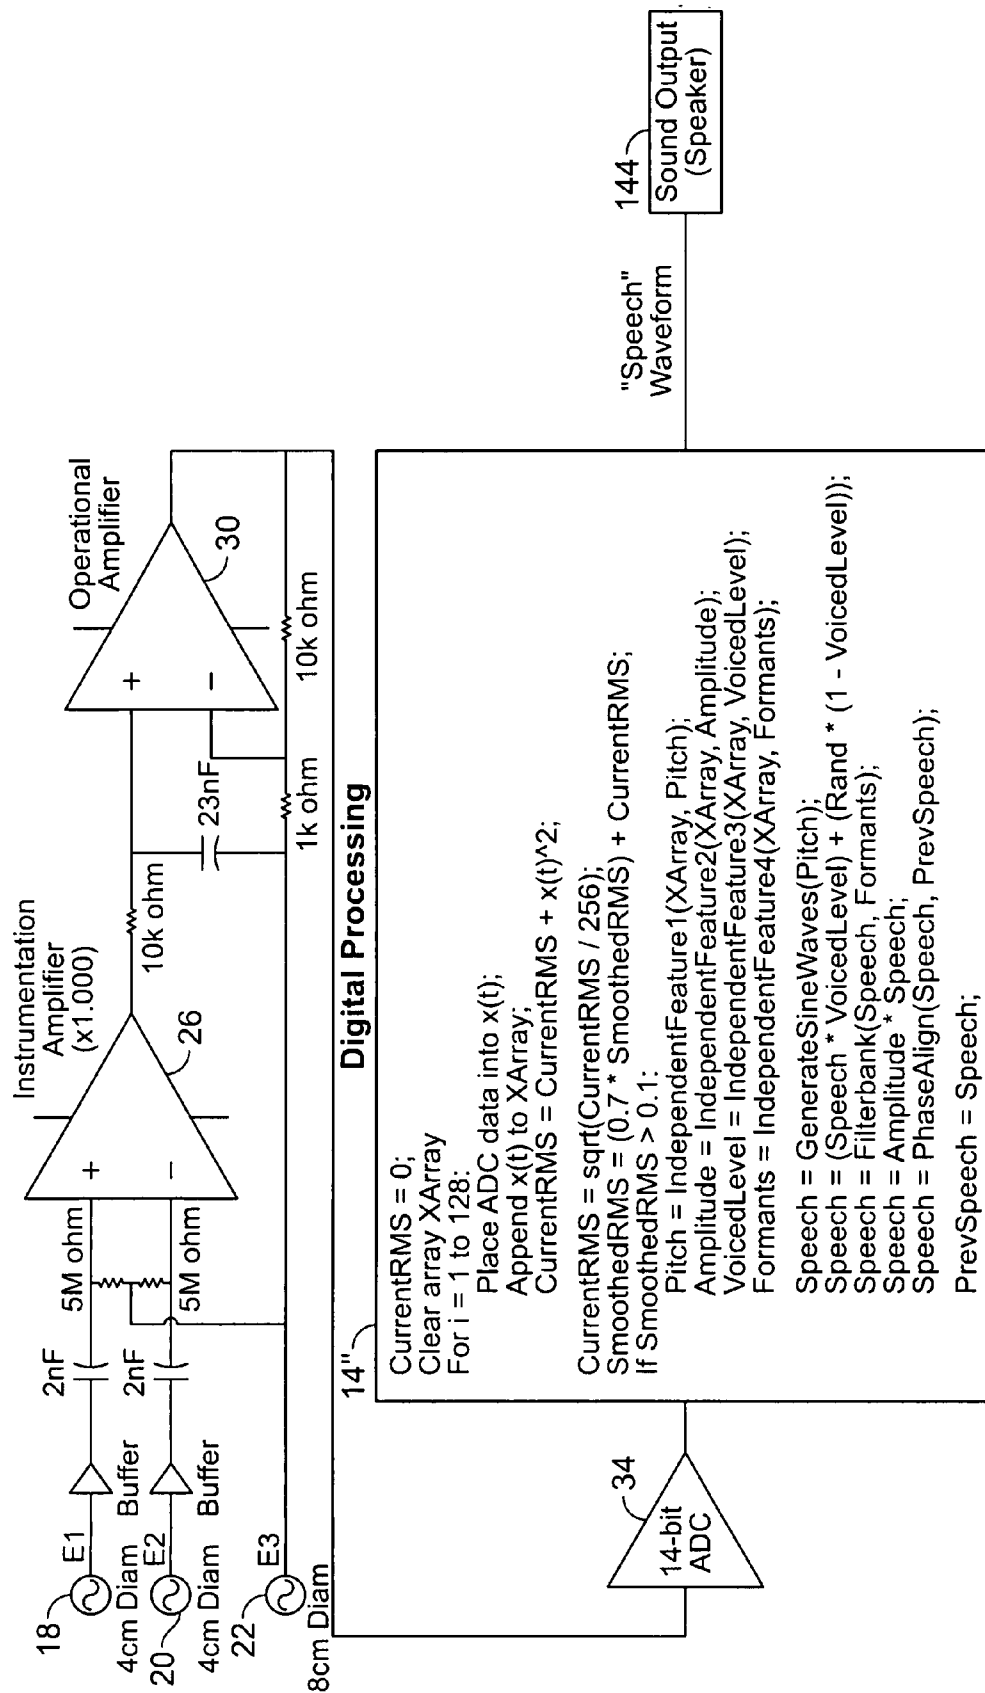 18
E1
4cm Diam
Buffer
2nF
5M ohm
20
E2
4cm Diam
Buffer
2nF
5M ohm
22
E3
8cm Diam
Instrumentation
Amplifier
(x1.000)
+
−
26
10k ohm
23nF
1k ohm
10k ohm
Operational
Amplifier
+
−
30
34
14-bit
ADC
14"
Digital Processing
CurrentRMS = 0;
Clear array XArray
For i = 1 to 128:
Place ADC data into x(t);
Append x(t) to XArray;
CurrentRMS = CurrentRMS + x(t)^2;
CurrentRMS = sqrt(CurrentRMS / 256);
SmoothedRMS = (0.7 * SmoothedRMS) + CurrentRMS;
If SmoothedRMS > 0.1:
Pitch = IndependentFeature1(XArray, Pitch);
Amplitude = IndependentFeature2(XArray, Amplitude);
VoicedLevel = IndependentFeature3(XArray, VoicedLevel);
Formants = IndependentFeature4(XArray, Formants);
Speech = GenerateSineWaves(Pitch);
Speech = (Speech * VoicedLevel) + (Rand * (1 - VoicedLevel));
Speech = Filterbank(Speech, Formants);
Speech = Amplitude * Speech;
Speech = PhaseAlign(Speech, PrevSpeech);
PrevSpeech = Speech;
"Speech"
Waveform
144
Sound Output
(Speaker)